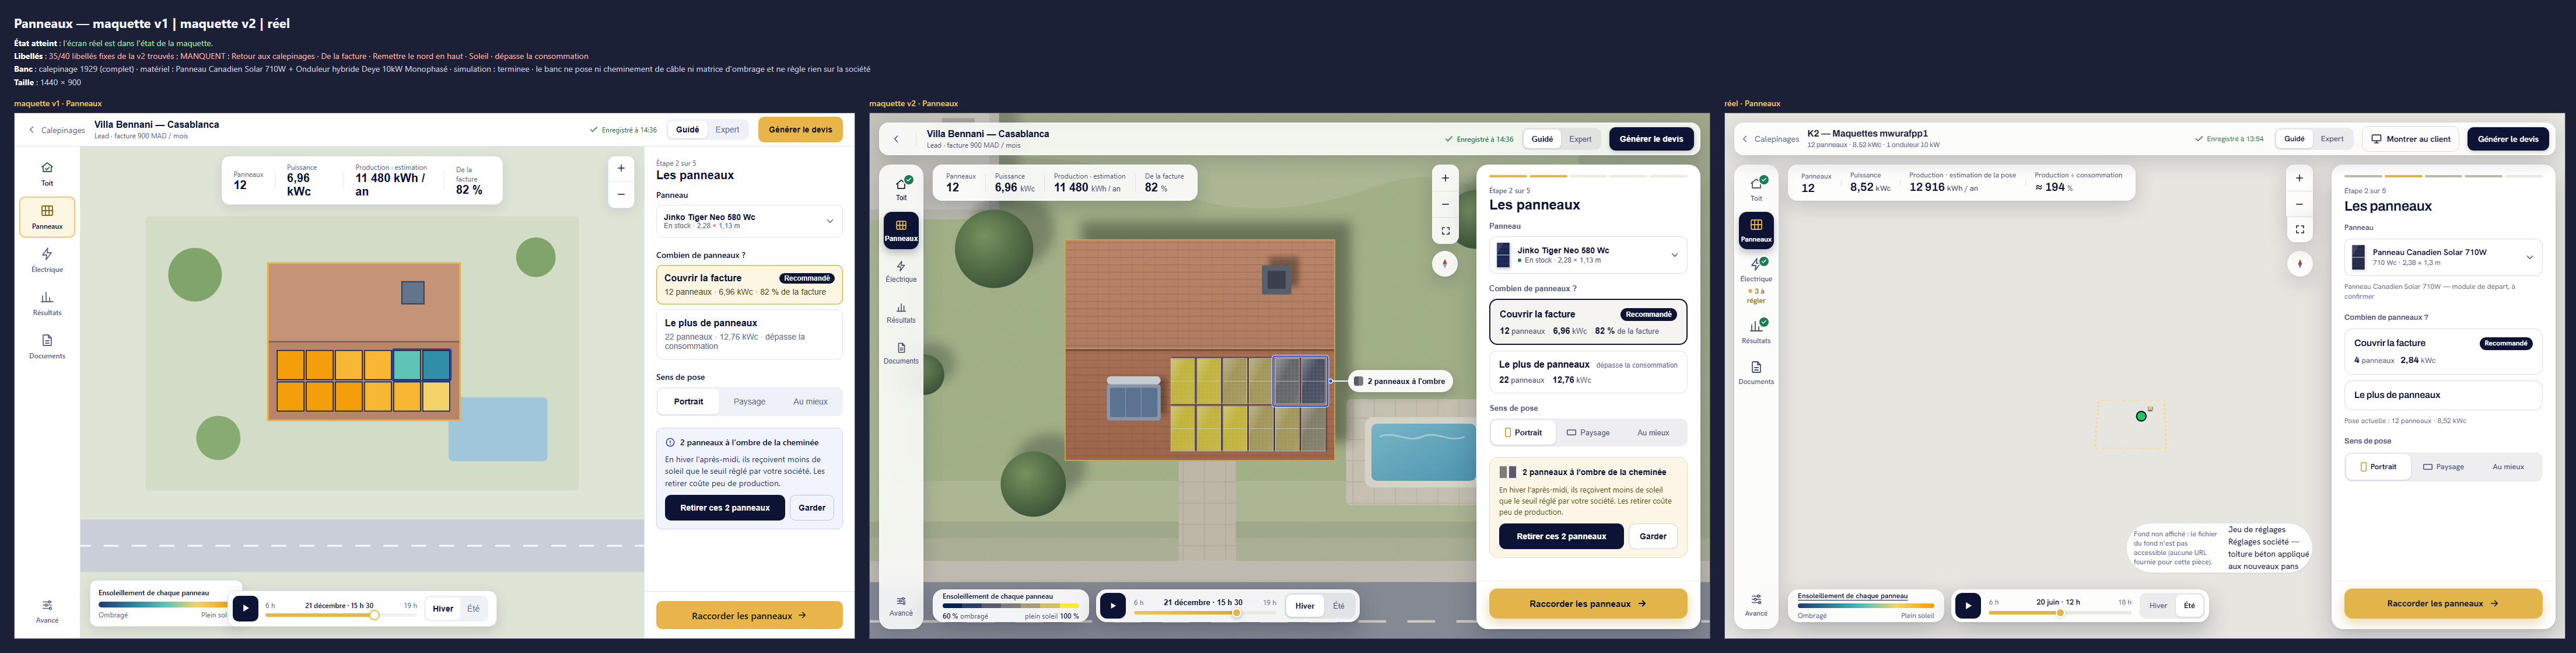 Panneaux — maquette v1 | maquette v2 | réel
État atteint : l'écran réel est dans l'état de la maquette.
Libellés : 35/40 libellés fixes de la v2 trouvés ; MANQUENT : Retour aux calepinages · De la facture · Remettre le nord en haut · Soleil · dépasse la consommation
Banc : calepinage 1929 (complet) · matériel : Panneau Canadien Solar 710W + Onduleur hybride Deye 10kW Monophasé · simulation : terminee · le banc ne pose ni cheminement de câble ni matrice d'ombrage et ne règle rien sur la société
Taille : 1440 × 900
maquette v1 · Panneaux
Calepinages
Villa Bennani — Casablanca
Lead · facture 900 MAD / mois
Enregistré à 14:36
Guidé
Expert
Générer le devis
Toit
Panneaux
Électrique
Résultats
Documents
Avancé
Panneaux
12
Puissance
6,96
kWc
Production · estimation
11 480 kWh /
an
De la
facture
82 %
+
−
Étape 2 sur 5
Les panneaux
Panneau
Jinko Tiger Neo 580 Wc
En stock · 2,28 × 1,13 m
Combien de panneaux ?
Couvrir la facture
Recommandé
12 panneaux · 6,96 kWc · 82 % de la facture
Le plus de panneaux
22 panneaux · 12,76 kWc · dépasse la
consommation
Sens de pose
Portrait
Paysage
Au mieux
2 panneaux à l'ombre de la cheminée
En hiver l'après-midi, ils reçoivent moins de
soleil que le seuil réglé par votre société. Les
retirer coûte peu de production.
Retirer ces 2 panneaux
Garder
Raccorder les panneaux →
Ensoleillement de chaque panneau
Ombragé
Plein sol
6 h
21 décembre · 15 h 30
19 h
Hiver
Été
maquette v2 · Panneaux
Villa Bennani — Casablanca
Lead · facture 900 MAD / mois
Enregistré à 14:36
Guidé
Expert
Générer le devis
Toit
Panneaux
Électrique
Résultats
Documents
Avancé
Panneaux
12
Puissance
6,96 kWc
Production · estimation
11 480 kWh / an
De la facture
82 %
+
−
2 panneaux à l'ombre
Étape 2 sur 5
Les panneaux
Panneau
Jinko Tiger Neo 580 Wc
En stock · 2,28 × 1,13 m
Combien de panneaux ?
Couvrir la facture
Recommandé
12 panneaux 6,96 kWc 82 % de la facture
Le plus de panneaux
dépasse la consommation
22 panneaux 12,76 kWc
Sens de pose
Portrait
Paysage
Au mieux
2 panneaux à l'ombre de la cheminée
En hiver l'après-midi, ils reçoivent moins de soleil
que le seuil réglé par votre société. Les retirer coûte
peu de production.
Retirer ces 2 panneaux
Garder
Raccorder les panneaux →
Ensoleillement de chaque panneau
60 % ombragé
plein soleil 100 %
6 h
21 décembre · 15 h 30
19 h
Hiver
Été
réel · Panneaux
Calepinages
K2 — Maquettes mwurafpp1
12 panneaux · 8,52 kWc · 1 onduleur 10 kW
Enregistré à 13:54
Guidé
Expert
Montrer au client
Générer le devis
Toit
Panneaux
Électrique
3 à
régler
Résultats
Documents
Avancé
Panneaux
12
Puissance
8,52 kWc
Production · estimation de la pose
12 916 kWh / an
Production ÷ consommation
≈ 194 %
+
−
Fond non affiché : le fichier
du fond n'est pas
accessible (aucune URL
fournie pour cette pièce).
Jeu de réglages
Réglages société —
toiture béton appliqué
aux nouveaux pans
Étape 2 sur 5
Les panneaux
Panneau
Panneau Canadien Solar 710W
710 Wc · 2,38 × 1,3 m
Panneau Canadien Solar 710W — module de départ, à
confirmer
Combien de panneaux ?
Couvrir la facture
Recommandé
4 panneaux 2,84 kWc
Le plus de panneaux
Pose actuelle : 12 panneaux · 8,52 kWc
Sens de pose
Portrait
Paysage
Au mieux
Raccorder les panneaux →
Ensoleillement de chaque panneau
Ombragé
Plein soleil
6 h
20 juin · 12 h
18 h
Hiver
Été